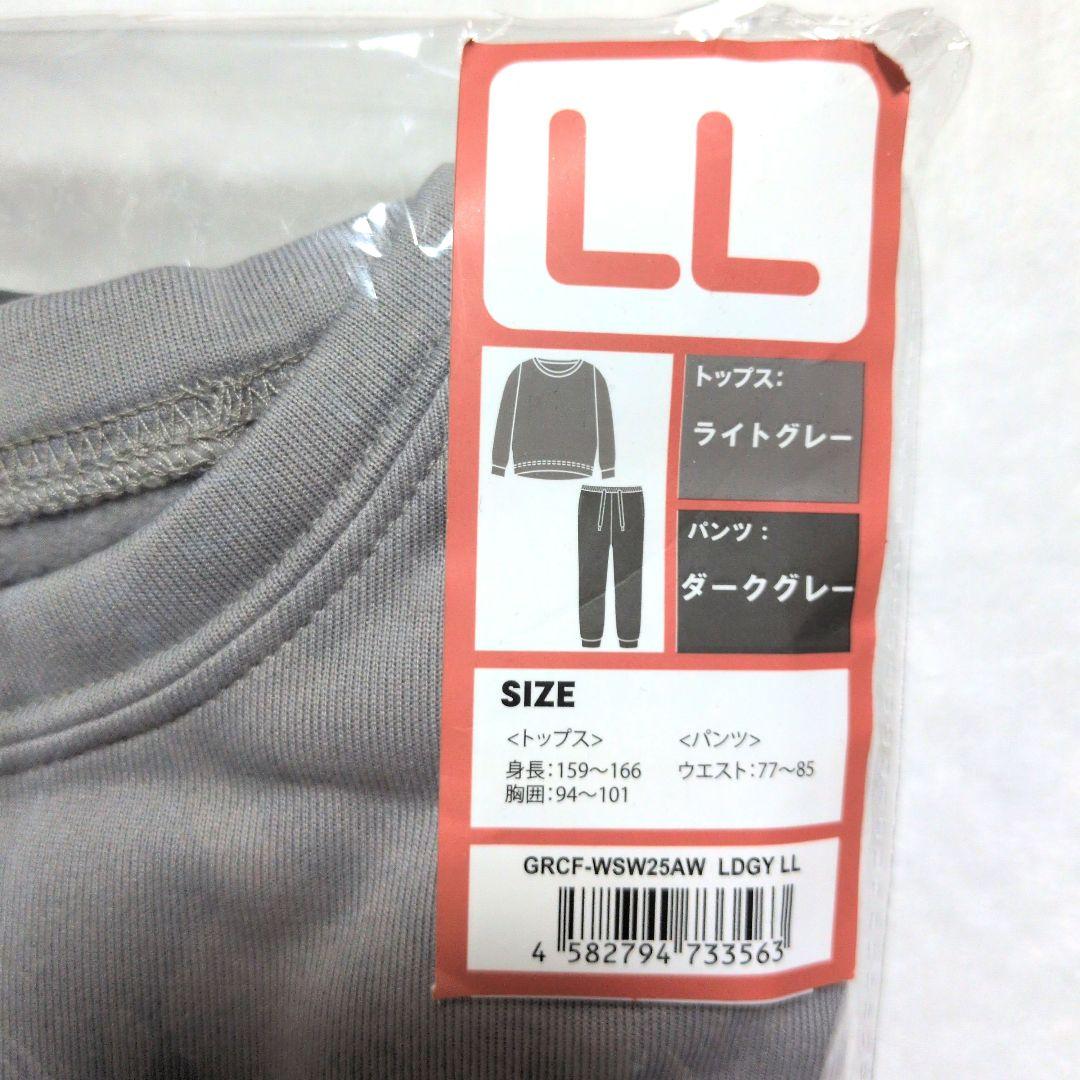 LL
トップス:
ライトグレー
パンツ:
ダークグレー
SIZE
<トップス>
身長:159～166
胸囲:94～101
<パンツ>
ウエスト:77～85
GRCF-WSW25AW LDGY LL
4 582794 733563